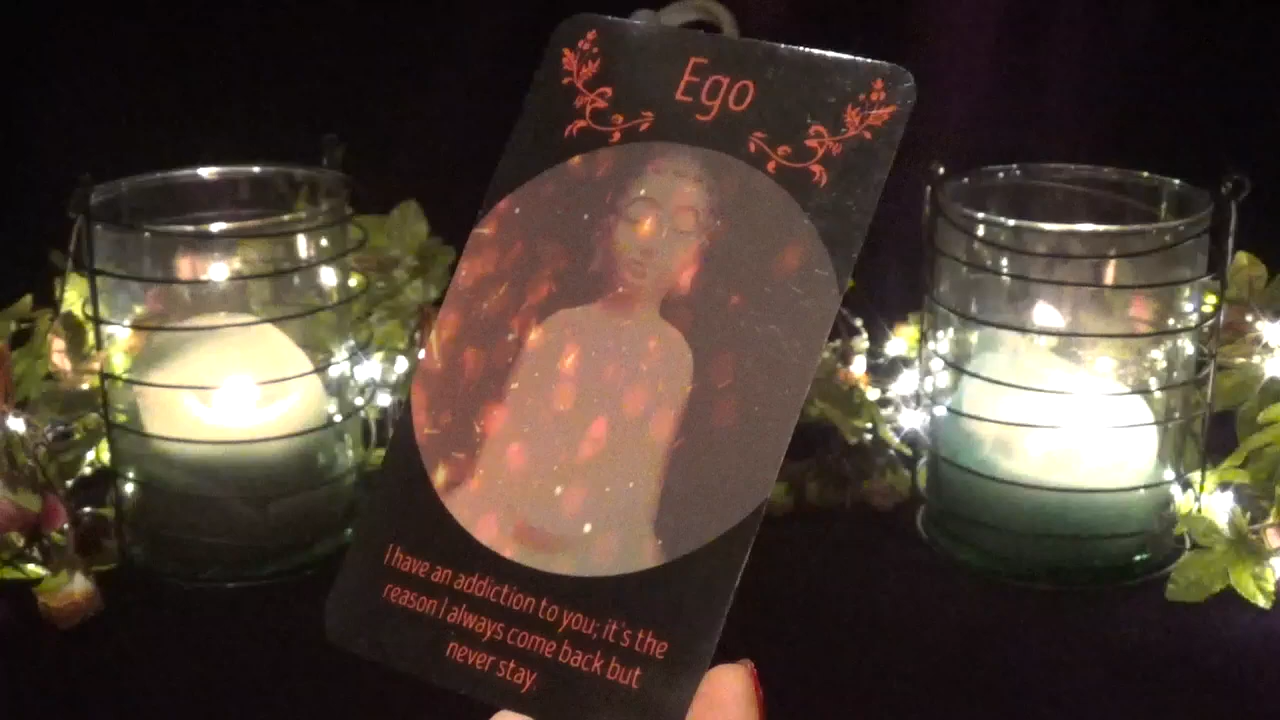 Ego
I have an addiction to you; it's the
reason I always come back but
never stay.